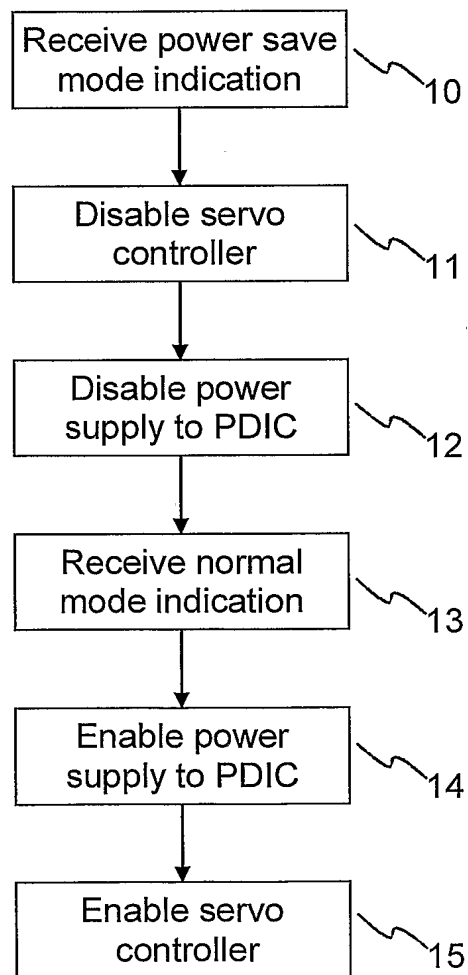 Receive power save
mode indication
10
Disable servo
controller
11
Disable power
supply to PDIC
12
Receive normal
mode indication
13
Enable power
supply to PDIC
14
Enable servo
controller
15